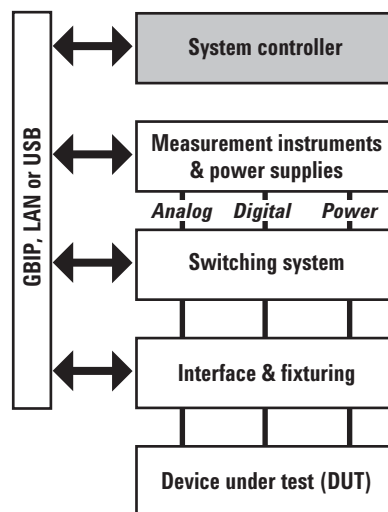 GBIP, LAN or USB
System controller
Measurement instruments
& power supplies
Analog Digital Power
Switching system
Interface & fixturing
Device under test (DUT)